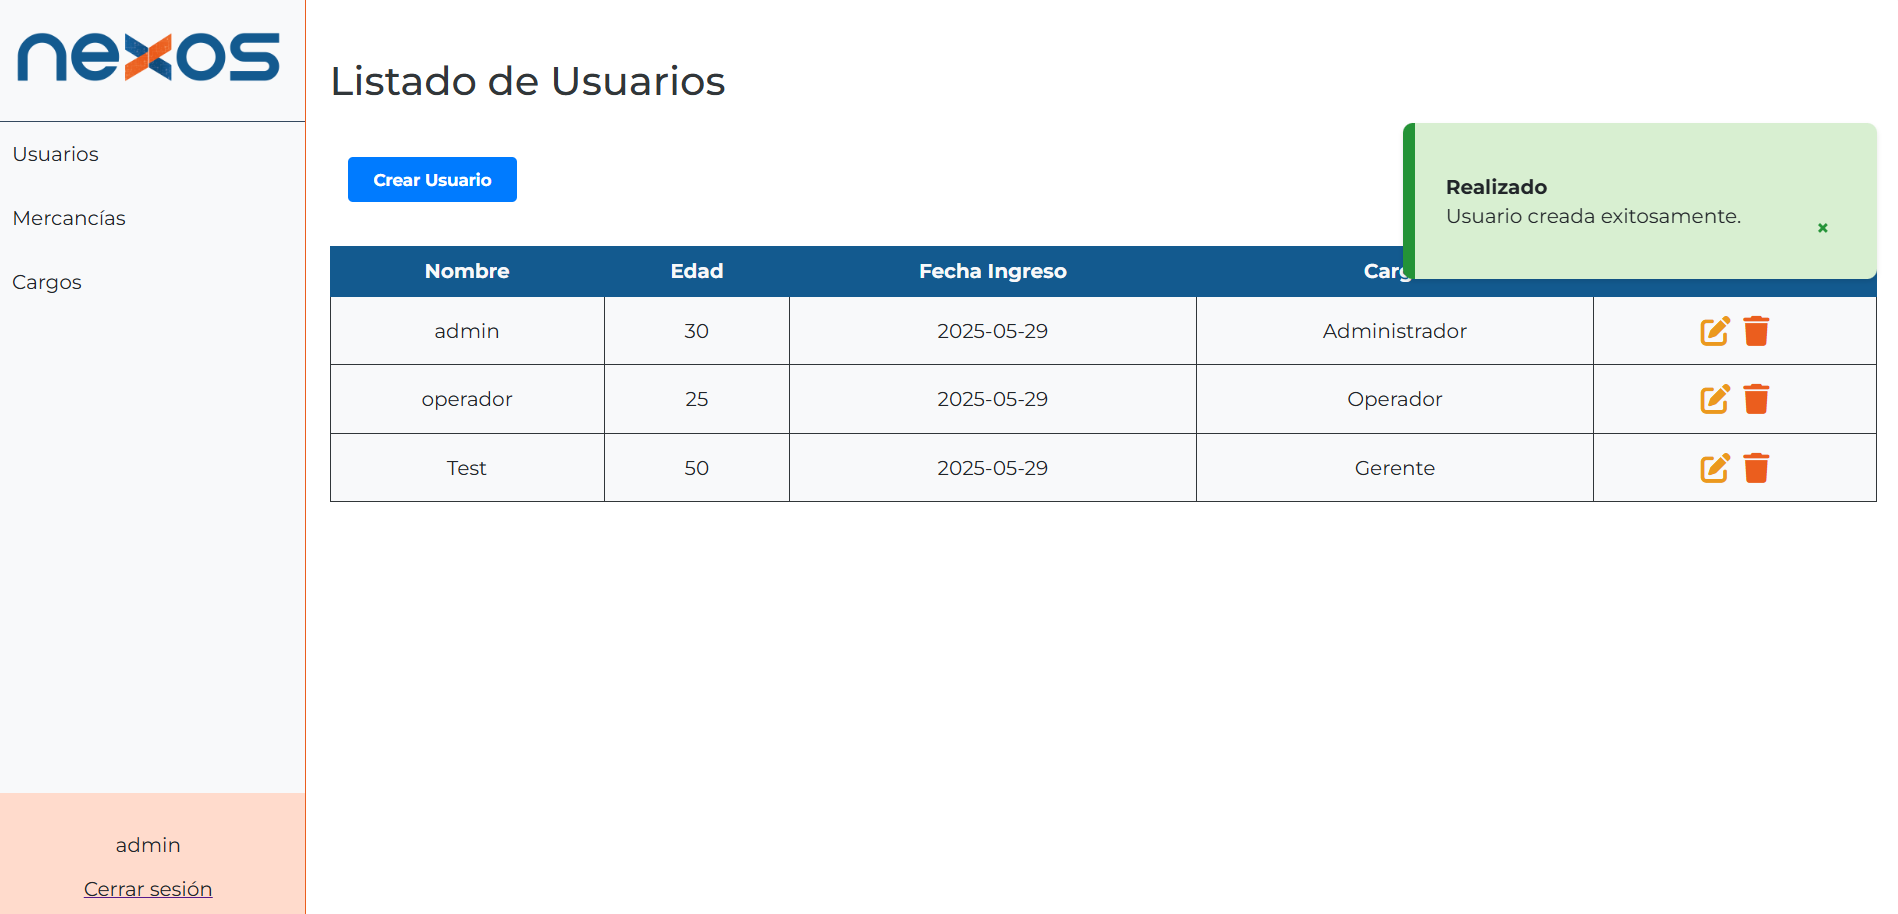 nexos
Usuarios
Mercancías
Cargos
admin
Cerrar sesión
Listado de Usuarios
Crear Usuario
Realizado
Usuario creada exitosamente.
×
Nombre Edad Fecha Ingreso Carg
admin 30 2025-05-29 Administrador
operador 25 2025-05-29 Operador
Test 50 2025-05-29 Gerente